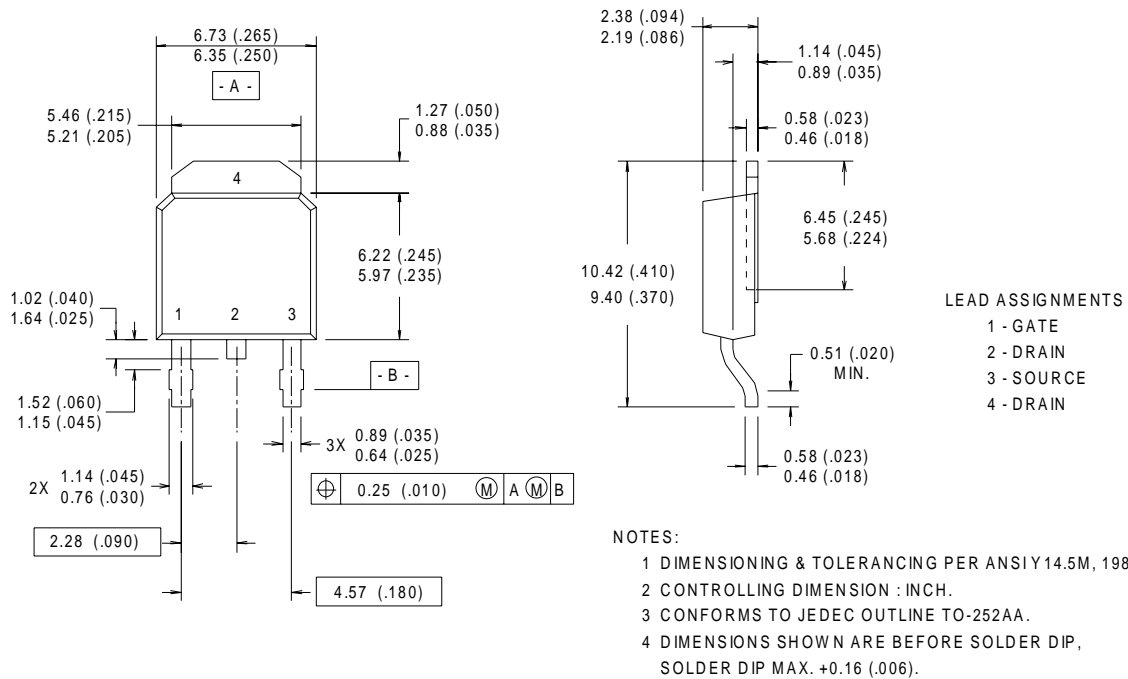 6.73 (.265)
6.35 (.250)
- A -
5.46 (.215)
5.21 (.205)
1.27 (.050)
0.88 (.035)
4
6.22 (.245)
5.97 (.235)
1.02 (.040)
1.64 (.025)
1 2 3
1.52 (.060)
1.15 (.045)
- B -
3X 0.89 (.035)
0.64 (.025)
2X 1.14 (.045)
0.76 (.030)
⌖ 0.25 (.010) Ⓜ A Ⓜ B
2.28 (.090)
4.57 (.180)
2.38 (.094)
2.19 (.086)
1.14 (.045)
0.89 (.035)
0.58 (.023)
0.46 (.018)
6.45 (.245)
5.68 (.224)
10.42 (.410)
9.40 (.370)
0.51 (.020)
MIN.
0.58 (.023)
0.46 (.018)
LEAD ASSIGNMENTS
1 - GATE
2 - DRAIN
3 - SOURCE
4 - DRAIN
NOTES:
1 DIMENSIONING & TOLERANCING PER ANSI Y14.5M, 198
2 CONTROLLING DIMENSION : INCH.
3 CONFORMS TO JEDEC OUTLINE TO-252AA.
4 DIMENSIONS SHOWN ARE BEFORE SOLDER DIP,
SOLDER DIP MAX. +0.16 (.006).